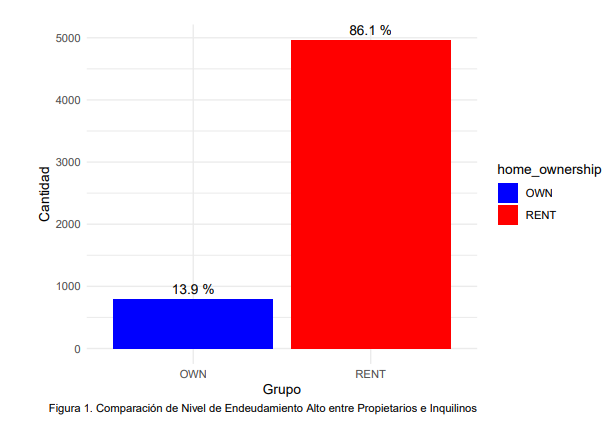 86.1 %
5000
4000
3000
2000
1000
0
Cantidad
13.9 %
OWN
RENT
Grupo
home_ownership
OWN
RENT
Figura 1. Comparación de Nivel de Endeudamiento Alto entre Propietarios e Inquilinos